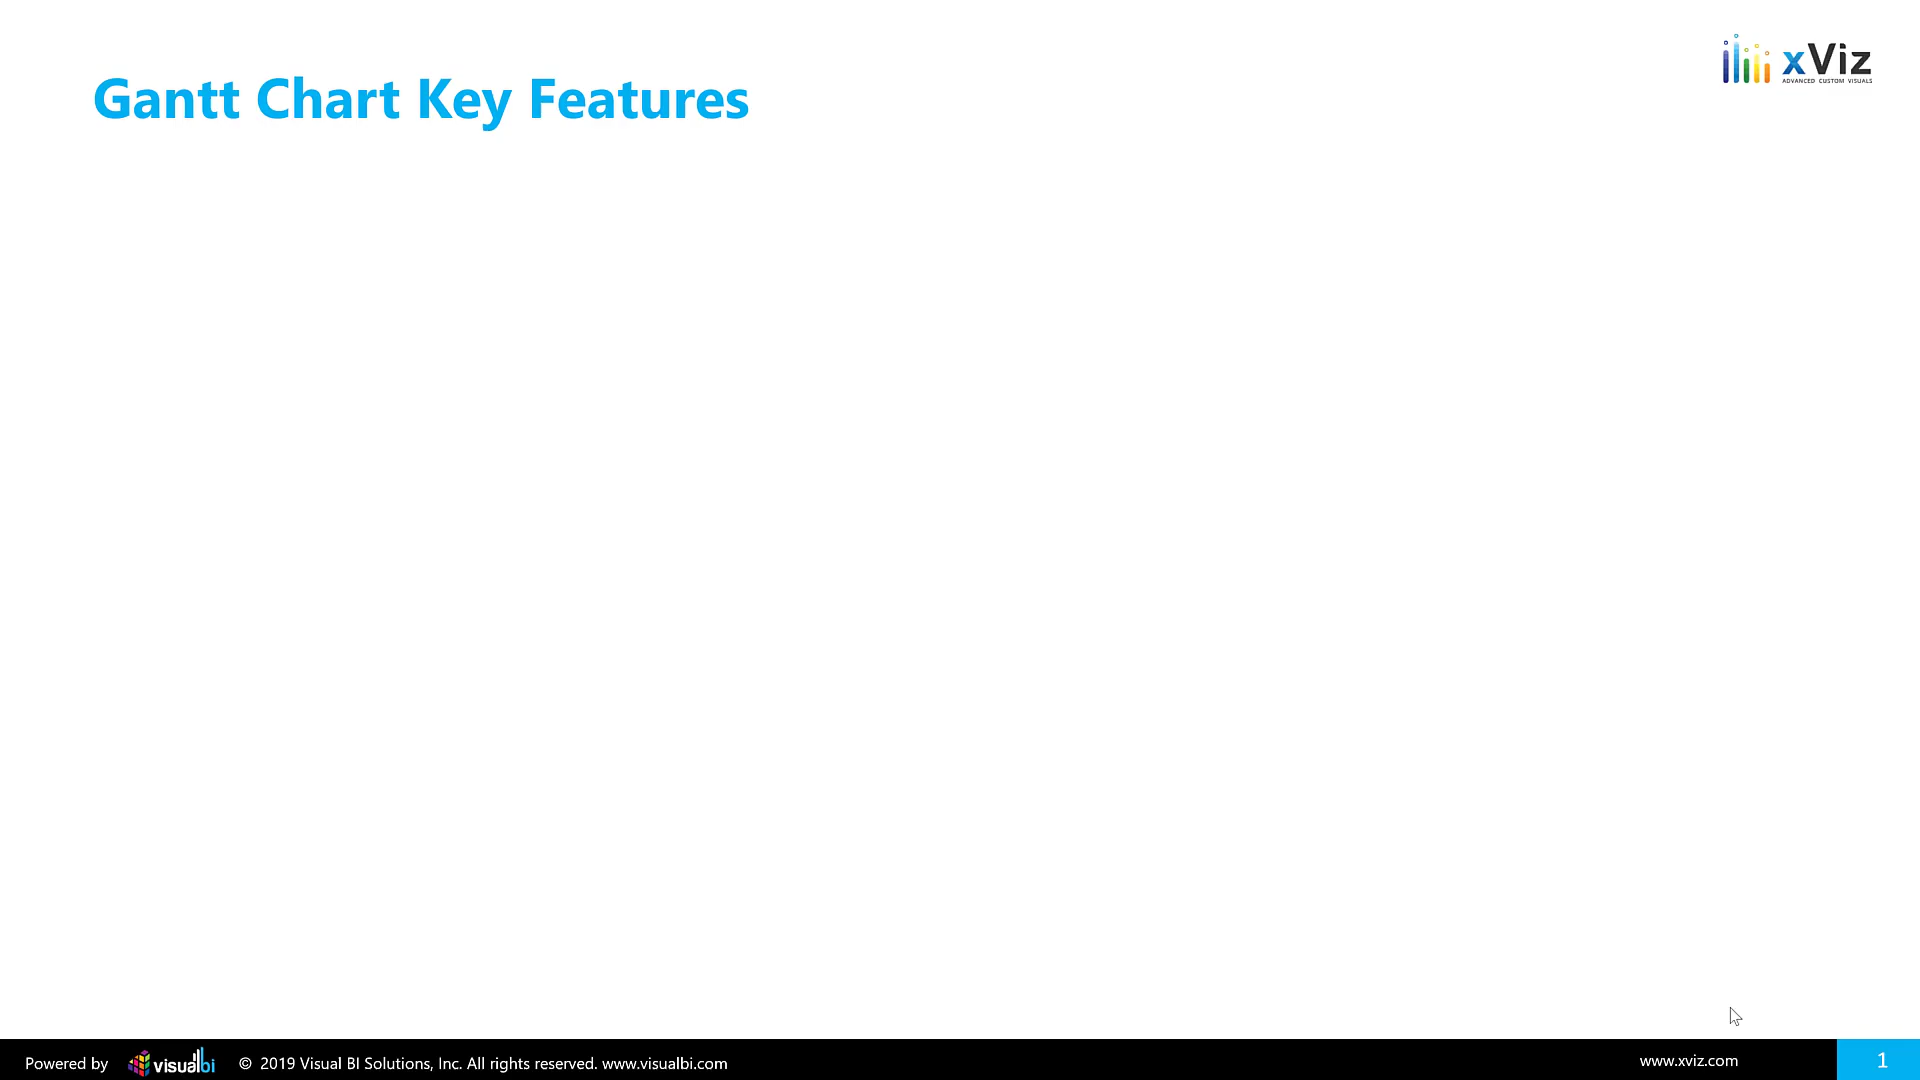 xViz
ADVANCED CUSTOM VISUALS
Gantt Chart Key Features
Powered by visualbi © 2019 Visual BI Solutions, Inc. All rights reserved. www.visualbi.com
www.xviz.com
1